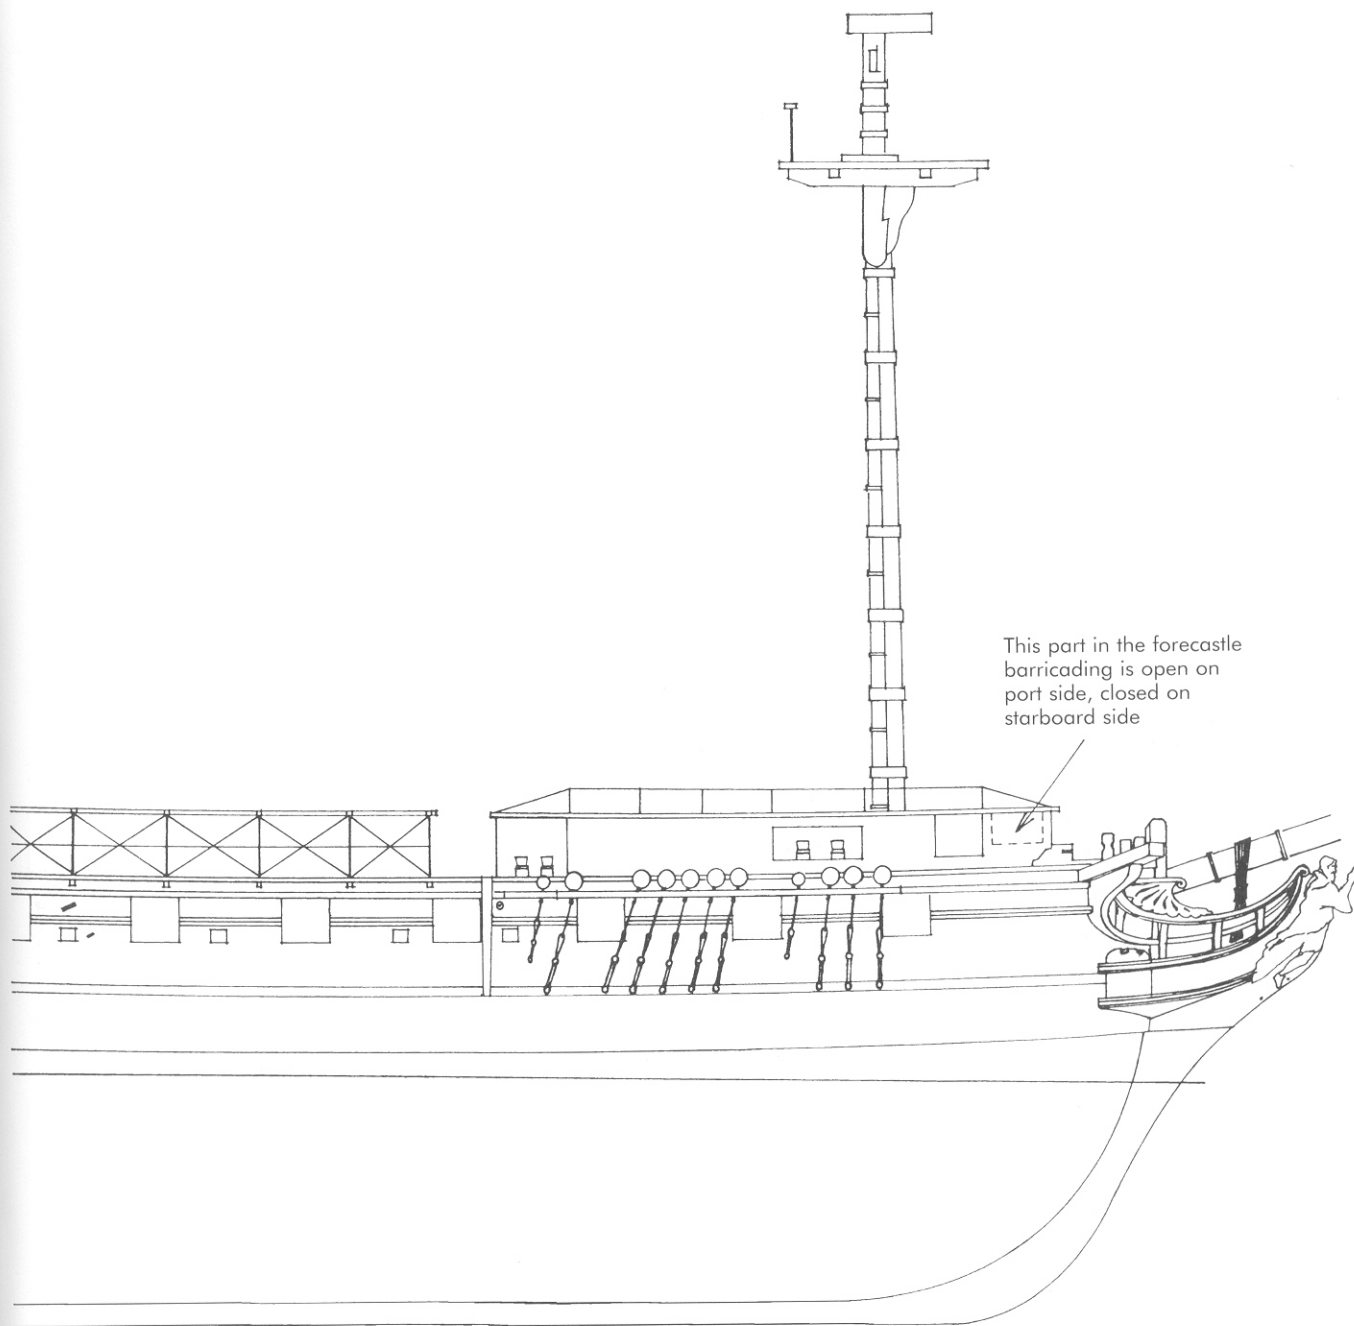 This part in the forecastle
barricading is open on
port side, closed on
starboard side